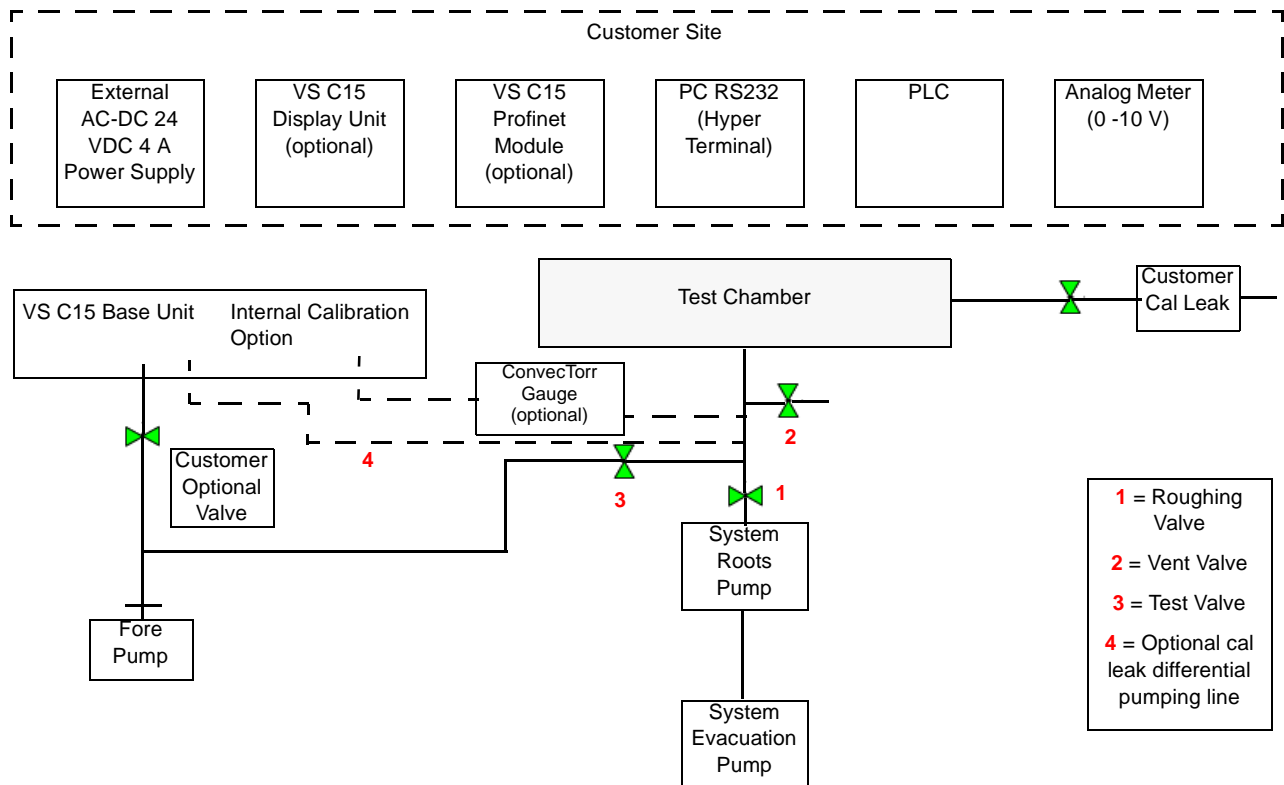 Customer Site
External
AC-DC 24
VDC 4 A
Power Supply
VS C15
Display Unit
(optional)
VS C15
Profinet
Module
(optional)
PC RS232
(Hyper
Terminal)
PLC
Analog Meter
(0 -10 V)
VS C15 Base Unit
Internal Calibration
Option
Test Chamber
Customer
Cal Leak
ConvecTorr
Gauge
(optional)
2
4
3
1
Customer
Optional
Valve
System
Roots
Pump
Fore
Pump
System
Evacuation
Pump
1 = Roughing
Valve
2 = Vent Valve
3 = Test Valve
4 = Optional cal
leak differential
pumping line